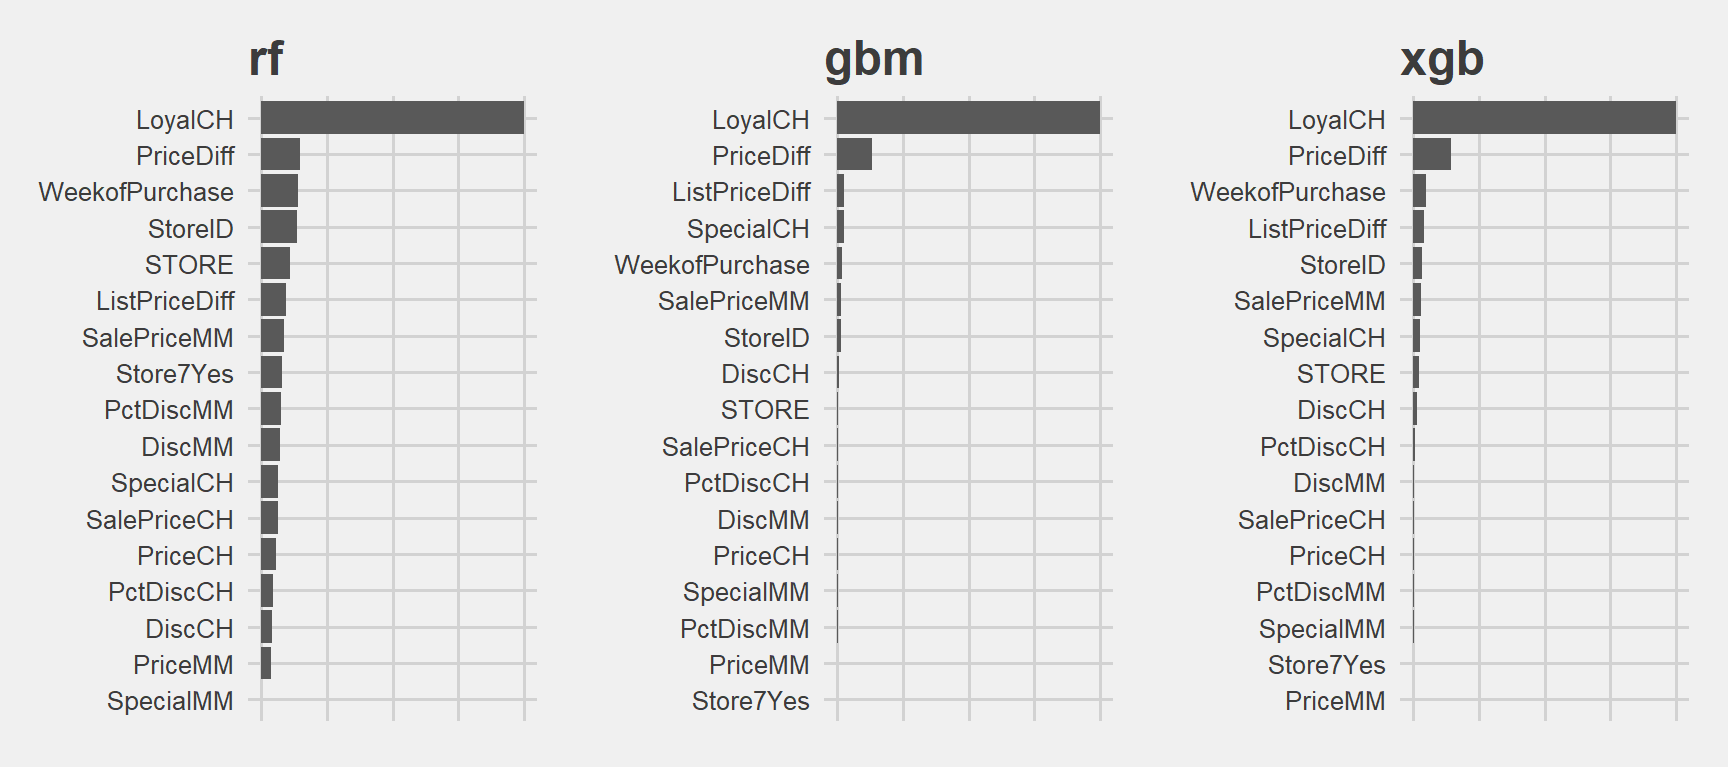 rf
LoyalCH
PriceDiff
WeekofPurchase
StoreID
STORE
ListPriceDiff
SalePriceMM
Store7Yes
PctDiscMM
DiscMM
SpecialCH
SalePriceCH
PriceCH
PctDiscCH
DiscCH
PriceMM
SpecialMM
gbm
LoyalCH
PriceDiff
ListPriceDiff
SpecialCH
WeekofPurchase
SalePriceMM
StoreID
DiscCH
STORE
SalePriceCH
PctDiscCH
DiscMM
PriceCH
SpecialMM
PctDiscMM
PriceMM
Store7Yes
xgb
LoyalCH
PriceDiff
WeekofPurchase
ListPriceDiff
StoreID
SalePriceMM
SpecialCH
STORE
DiscCH
PctDiscCH
DiscMM
SalePriceCH
PriceCH
PctDiscMM
SpecialMM
Store7Yes
PriceMM